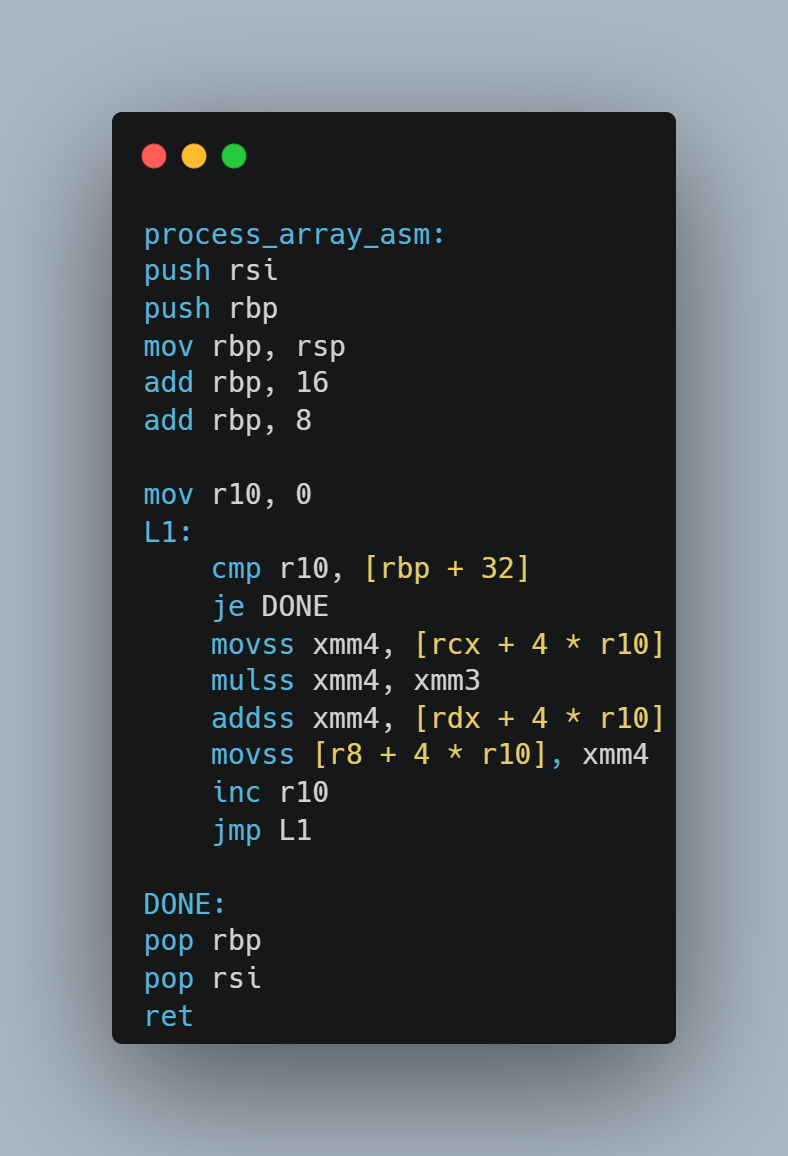 process_array_asm:
push rsi
push rbp
mov rbp, rsp
add rbp, 16
add rbp, 8
mov r10, 0
L1:
cmp r10, [rbp + 32]
je DONE
movss xmm4, [rcx + 4 * r10]
mulss xmm4, xmm3
addss xmm4, [rdx + 4 * r10]
movss [r8 + 4 * r10], xmm4
inc r10
jmp L1
DONE:
pop rbp
pop rsi
ret